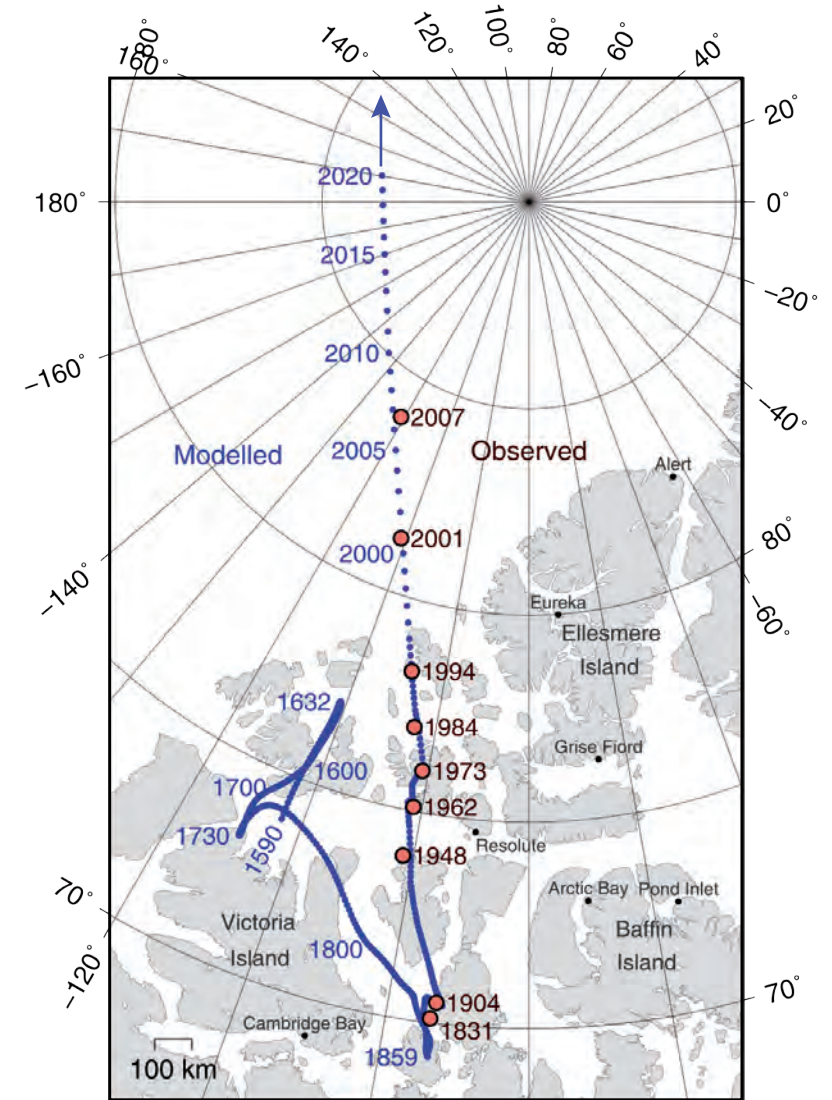 180°
160°
140°
120°
100°
80°
60°
40°
20°
180°
0°
2020
2015
−20°
2010
−160°
−40°
2007
Modelled
2005
Observed
Alert
2001
2000
80°
−140°
Eureka
−60°
Ellesmere
Island
1994
1632
1984
Grise Fiord
1600
1973
1700
1962
1730
1590
Resolute
1948
70°
Arctic Bay
Pond Inlet
Victoria
Island
Baffin
Island
1800
−120°
70°
1904
Cambridge Bay
1831
1859
100 km